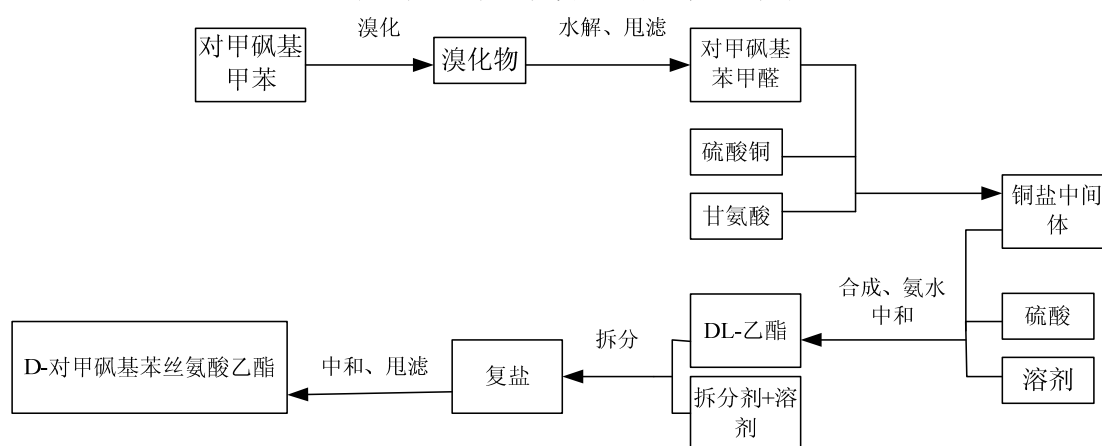 对甲砜基
甲苯
溴化
溴化物
水解、甩滤
对甲砜基
苯甲醛
硫酸铜
甘氨酸
铜盐中间
体
硫酸
溶剂
合成、氨水
中和
DL-乙酯
拆分剂+溶
剂
拆分
复盐
中和、甩滤
D-对甲砜基苯丝氨酸乙酯